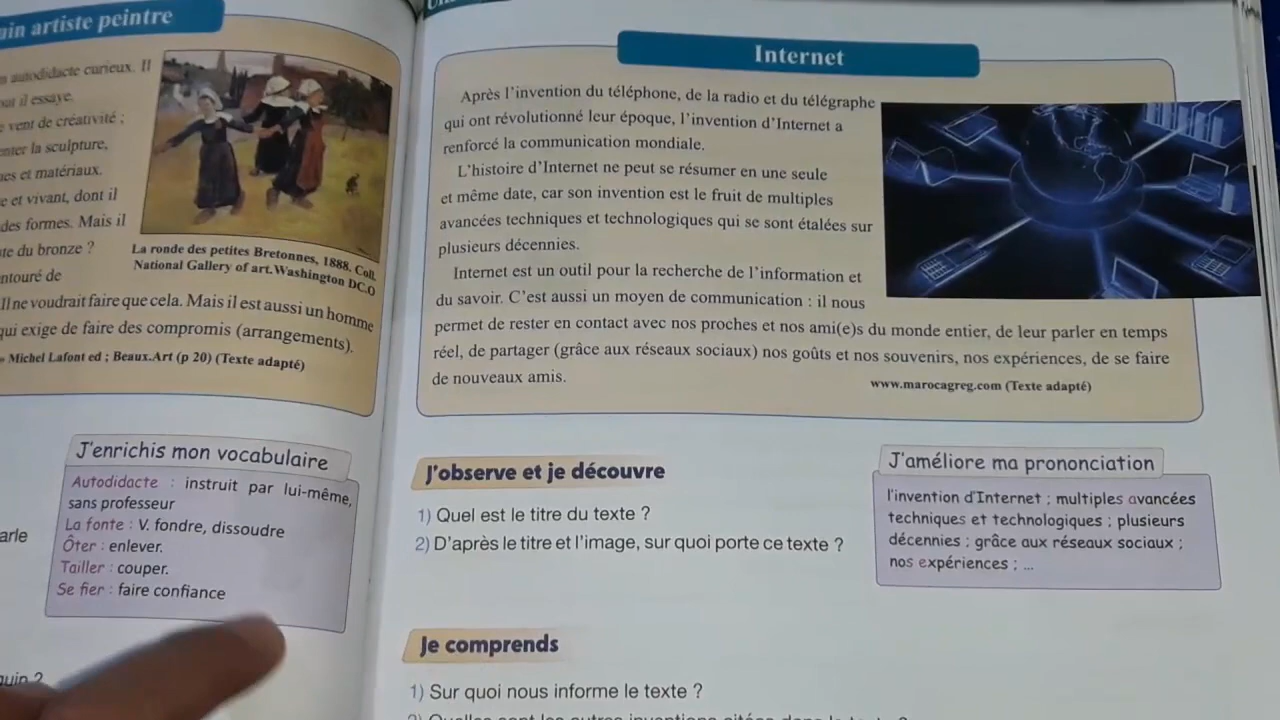 ain artiste peintre
autodidacte curieux. Il
il essaye.
vent de créativité ;
la sculpture,
et matériaux.
e et vivant, dont il
des formes. Mais il
du bronze ?
entouré de
Il ne voudrait faire que cela. Mais il est aussi un homme
qui exige de faire des compromis (arrangements).
Michel Lafont ed ; Beaux.Art (p 20) (Texte adapté)
La ronde des petites Bretonnes, 1888. Coll.
National Gallery of art.Washington DC.O
J'enrichis mon vocabulaire
Autodidacte : instruit par lui-même,
sans professeur
La fonte : V. fondre, dissoudre
Ôter : enlever.
Tailler : couper.
Se fier : faire confiance
Internet
Après l'invention du téléphone, de la radio et du télégraphe
qui ont révolutionné leur époque, l'invention d'Internet a
renforcé la communication mondiale.
L'histoire d'Internet ne peut se résumer en une seule
et même date, car son invention est le fruit de multiples
avancées techniques et technologiques qui se sont étalées sur
plusieurs décennies.
Internet est un outil pour la recherche de l'information et
du savoir. C'est aussi un moyen de communication : il nous
permet de rester en contact avec nos proches et nos ami(e)s du monde entier, de leur parler en temps
réel, de partager (grâce aux réseaux sociaux) nos goûts et nos souvenirs, nos expériences, de se faire
de nouveaux amis.
www.marocagreg.com (Texte adapté)
J'observe et je découvre
1) Quel est le titre du texte ?
2) D'après le titre et l'image, sur quoi porte ce texte ?
J'améliore ma prononciation
l'invention d'Internet ; multiples avancées
techniques et technologiques ; plusieurs
décennies ; grâce aux réseaux sociaux ;
nos expériences ; ...
Je comprends
1) Sur quoi nous informe le texte ?